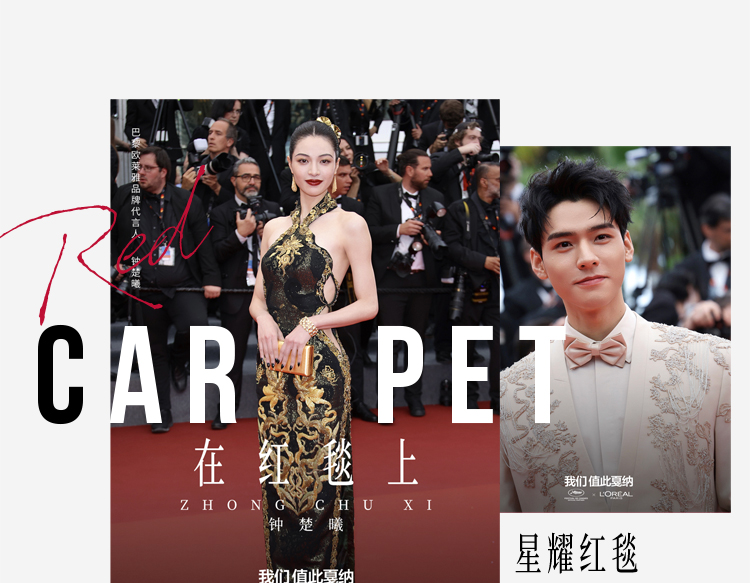 巴黎欧莱雅品牌代言人 钟楚曦
Red
CARPET
在红毯上
ZHONG CHU XI
钟楚曦
我们值此戛纳
我们值此戛纳
L'ORÉAL
星耀红毯